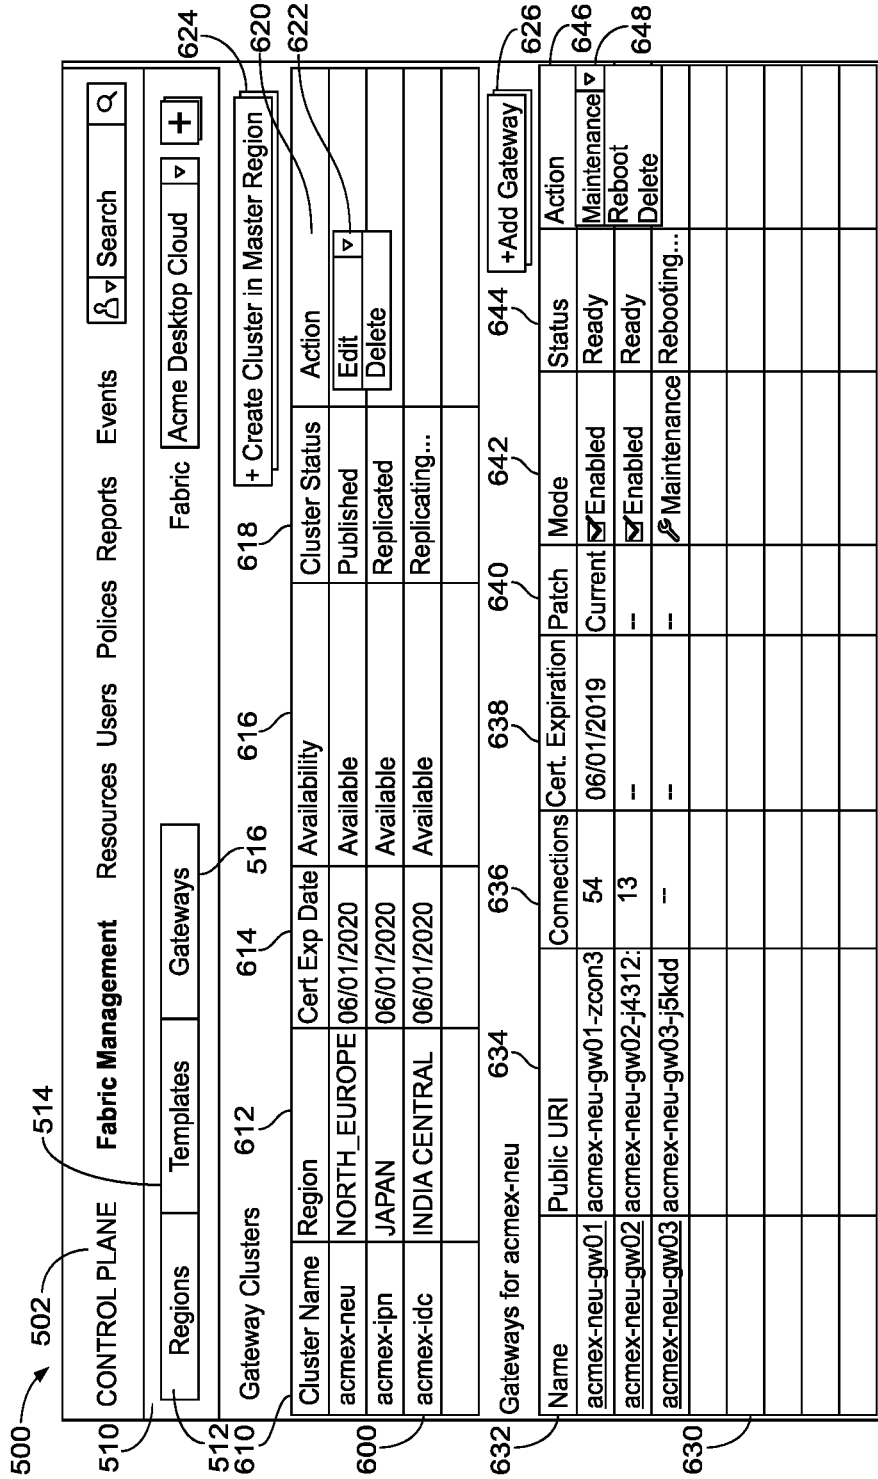 500
502
CONTROL PLANE Fabric Management Resources Users Polices Reports Events Search
510
514
Regions Templates Gateways Fabric Acme Desktop Cloud +
512
516
624
Gateway Clusters + Create Cluster in Master Region
610 612 614 616 618 620 622
Cluster Name Region Cert Exp Date Availability Cluster Status Action
acmex-neu NORTH_EUROPE 06/01/2020 Available Published Edit
acmex-ipn JAPAN 06/01/2020 Available Replicated Delete
acmex-idc INDIA CENTRAL 06/01/2020 Available Replicating...
600
Gateways for acmex-neu +Add Gateway
626
632 634 636 638 640 642 644 646
Name Public URI Connections Cert. Expiration Patch Mode Status Action
acmex-neu-gw01 acmex-neu-gw01-zcon3 54 06/01/2019 Current Enabled Ready Maintenance
acmex-neu-gw02 acmex-neu-gw02-j4312: 13 -- -- Enabled Ready Reboot
acmex-neu-gw03 acmex-neu-gw03-j5kdd -- -- -- Maintenance Rebooting... Delete
648
630